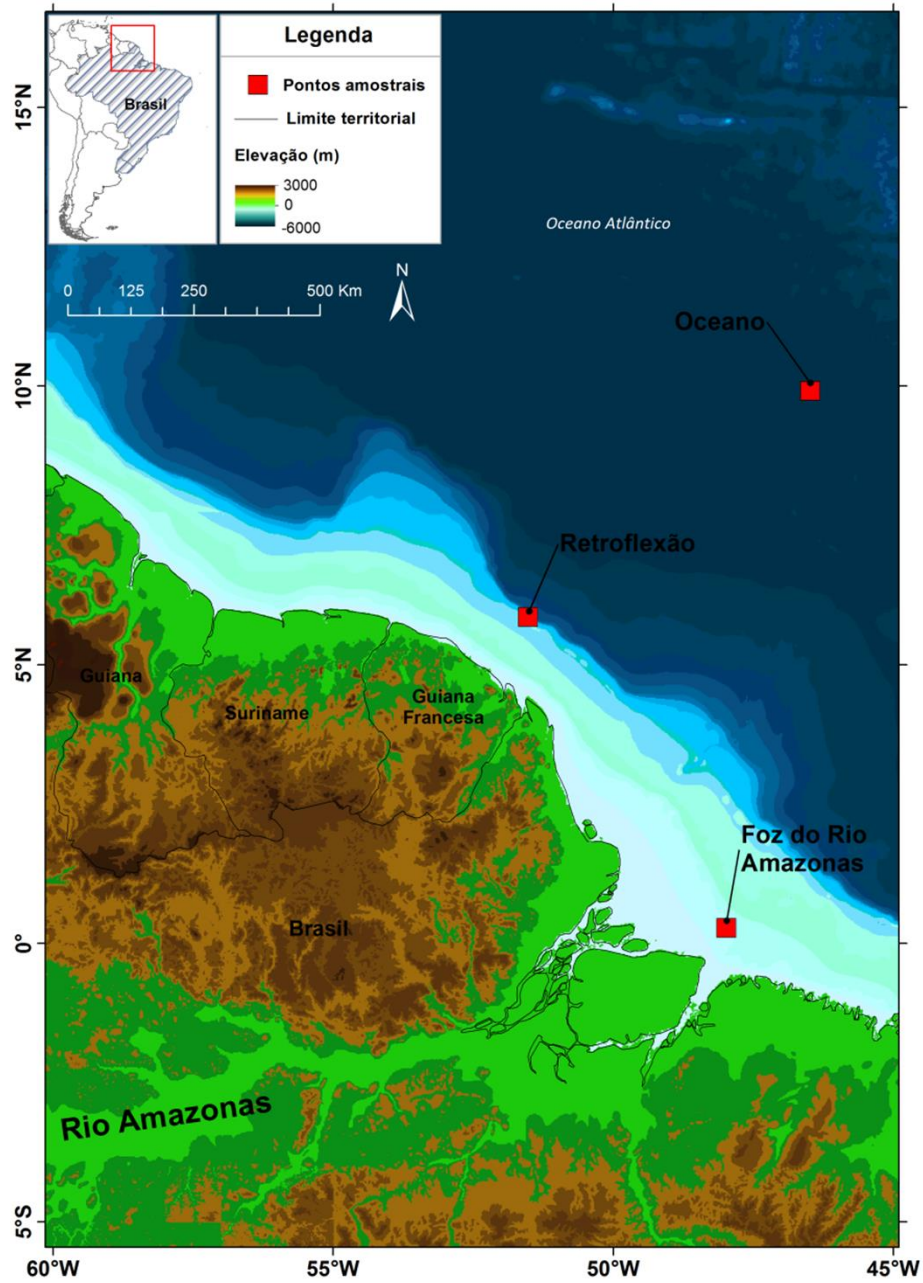 Brasil
Legenda
Pontos amostrais
Limite territorial
Elevação (m)
3000
0
-6000
15°N
Oceano Atlântico
N
0 125 250 500 Km
Oceano
10°N
Retroflexão
5°N
Guiana
Suriname
Guiana
Francesa
Foz do Rio
Amazonas
Brasil
0°
Rio Amazonas
5°S
60°W 55°W 50°W 45°W